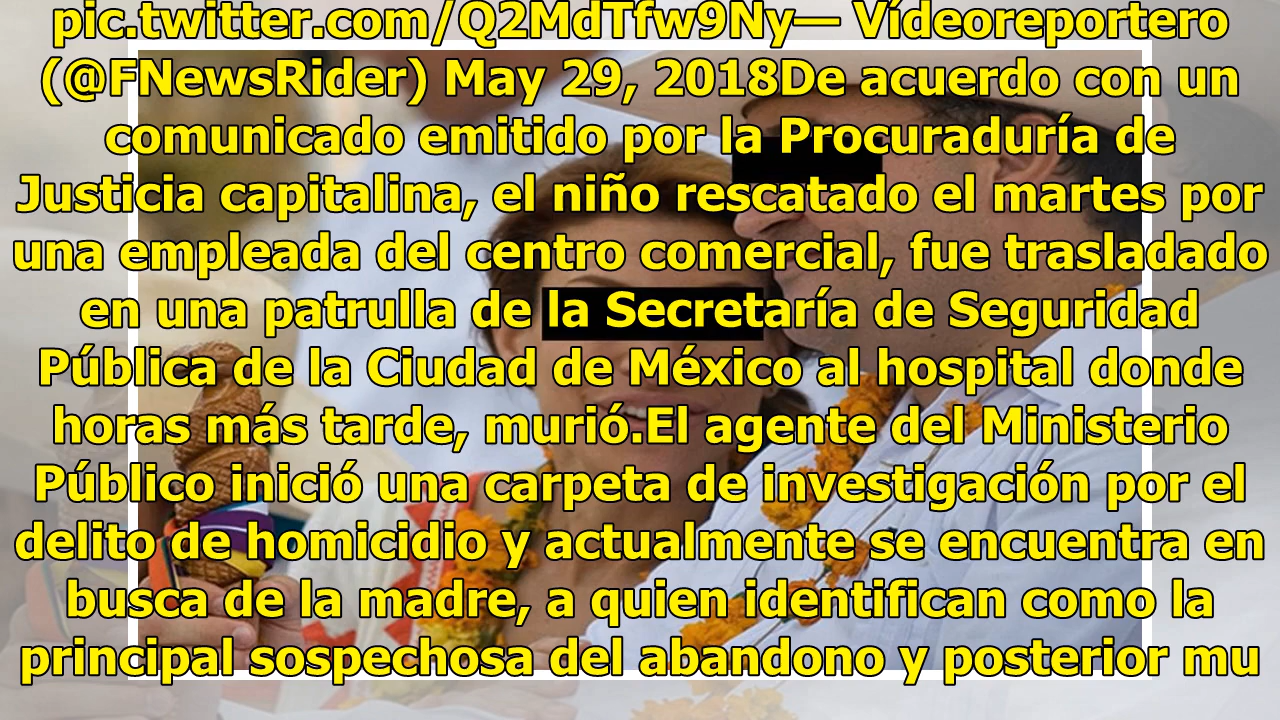 pic.twitter.com/Q2MdTfw9Ny— Vídeoreportero
(@FNewsRider) May 29, 2018De acuerdo con un
comunicado emitido por la Procuraduría de
Justicia capitalina, el niño rescatado el martes por
una empleada del centro comercial, fue trasladado
en una patrulla de la Secretaría de Seguridad
Pública de la Ciudad de México al hospital donde
horas más tarde, murió.El agente del Ministerio
Público inició una carpeta de investigación por el
delito de homicidio y actualmente se encuentra en
busca de la madre, a quien identifican como la
principal sospechosa del abandono y posterior mu